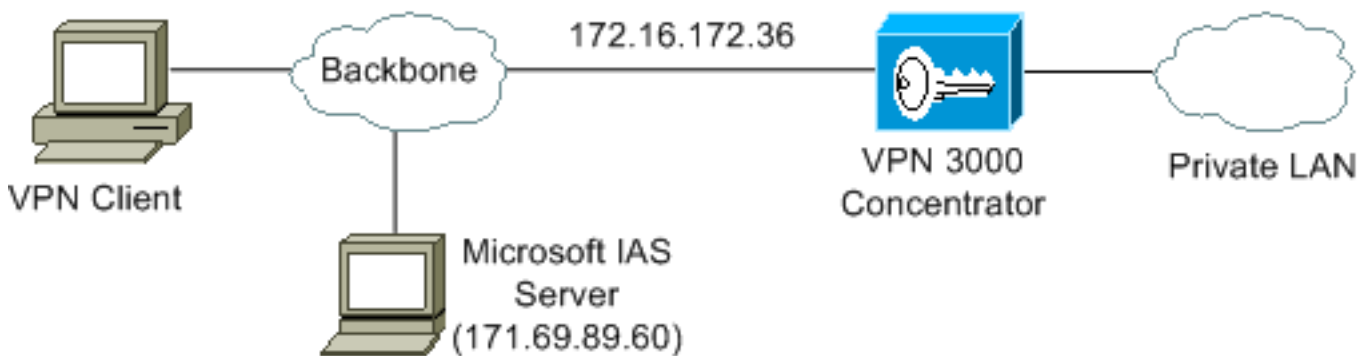 172.16.172.36
Backbone
VPN Client
VPN 3000
Concentrator
Private LAN
Microsoft IAS
Server
(171.69.89.60)